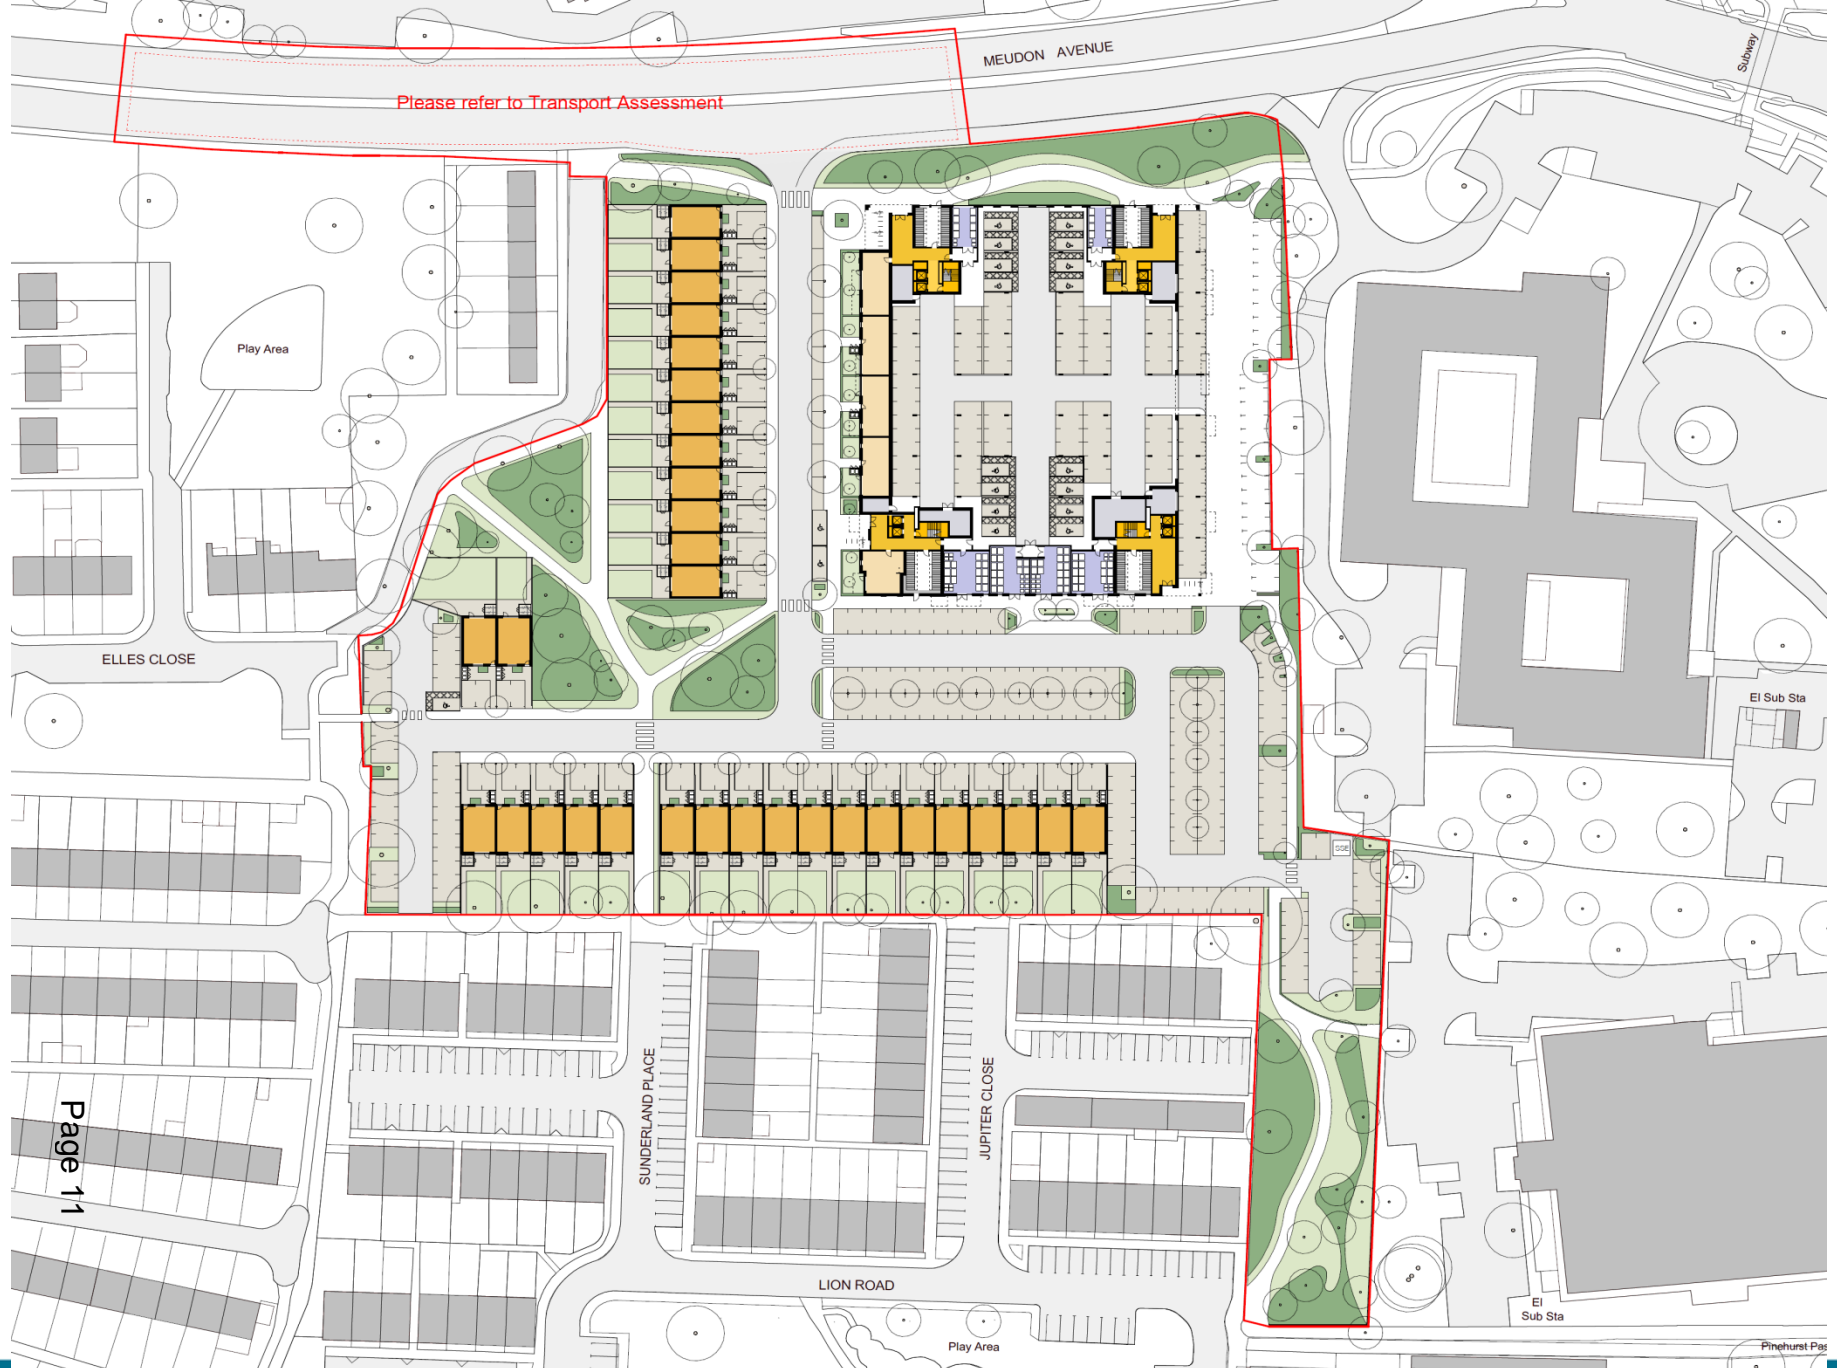 MEUDON AVENUE
Subway
Please refer to Transport Assessment
Play Area
ELLES CLOSE
El Sub Sta
SSE
SUNDERLAND PLACE
JUPITER CLOSE
Page 11
LION ROAD
El
Sub Sta
Play Area
Pinehurst Pas